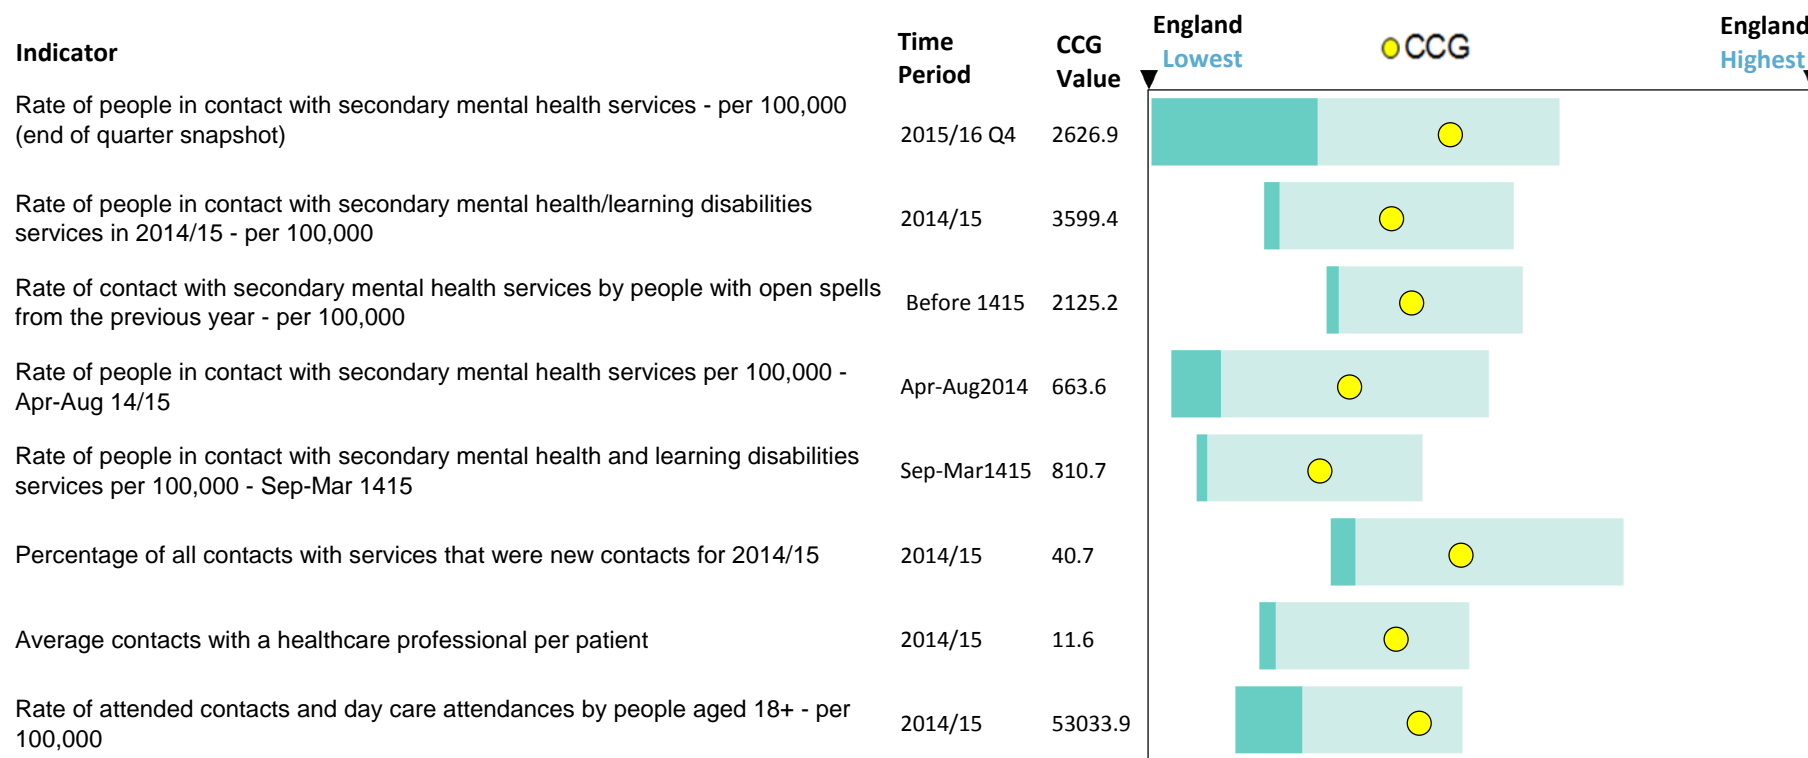 Indicator
Time
Period
CCG
Value
England
Lowest
CCG
England
Highest
Rate of people in contact with secondary mental health services - per 100,000
(end of quarter snapshot)
2015/16 Q4
2626.9
Rate of people in contact with secondary mental health/learning disabilities
services in 2014/15 - per 100,000
2014/15
3599.4
Rate of contact with secondary mental health services by people with open spells
from the previous year - per 100,000
Before 1415
2125.2
Rate of people in contact with secondary mental health services per 100,000 -
Apr-Aug 14/15
Apr-Aug2014
663.6
Rate of people in contact with secondary mental health and learning disabilities
services per 100,000 - Sep-Mar 1415
Sep-Mar1415
810.7
Percentage of all contacts with services that were new contacts for 2014/15
2014/15
40.7
Average contacts with a healthcare professional per patient
2014/15
11.6
Rate of attended contacts and day care attendances by people aged 18+ - per
100,000
2014/15
53033.9